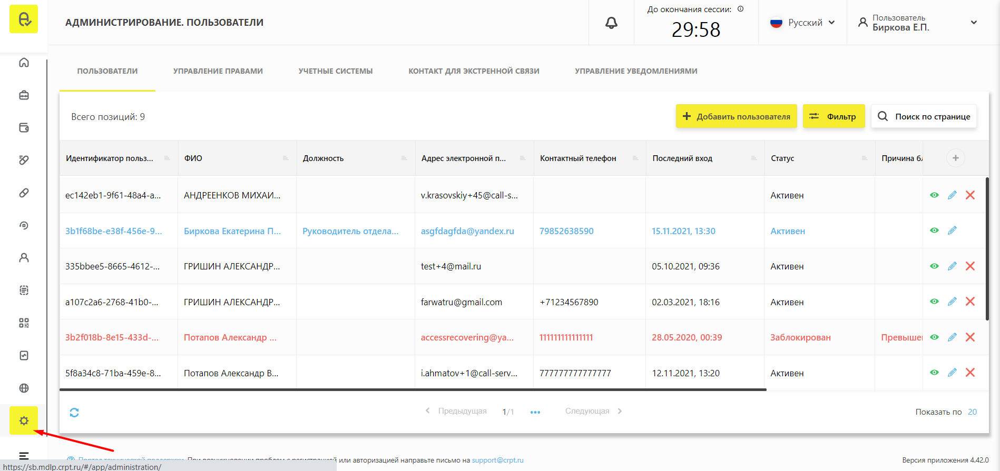 АДМИНИСТРИРОВАНИЕ. ПОЛЬЗОВАТЕЛИ
До окончания сессии:
29:58
Русский
Пользователь
Биркова Е.П.
ПОЛЬЗОВАТЕЛИ УПРАВЛЕНИЕ ПРАВАМИ УЧЕТНЫЕ СИСТЕМЫ КОНТАКТ ДЛЯ ЭКСТРЕННОЙ СВЯЗИ УПРАВЛЕНИЕ УВЕДОМЛЕНИЯМИ
Всего позиций: 9
Добавить пользователя Фильтр Поиск по странице
Идентификатор польз... ФИО Должность Адрес электронной п... Контактный телефон Последний вход Статус Причина бл
ec142eb1-9f61-48a4-a... АНДРЕЕНКОВ МИХАИ... v.krasovskiy+45@call-s... Активен
3b1f68be-e38f-456e-9... Биркова Екатерина П... Руководитель отдела... asgfdagfda@yandex.ru 79852638590 15.11.2021, 13:30 Активен
335bbee5-8665-4612-... ГРИШИН АЛЕКСАНДР... test+4@mail.ru 05.10.2021, 09:36 Активен
a107c2a6-2768-41b0-... ГРИШИН АЛЕКСАНДР... farwatru@gmail.com +71234567890 02.03.2021, 18:16 Активен
3b2f018b-8e15-433d-... Потапов Александр ... accessrecovering@ya... 111111111111111 28.05.2020, 00:39 Заблокирован Превышен
5f8a34c8-71ba-459e-8... Потапов Александр В... i.ahmatov+1@call-serv... 777777777777777 12.11.2021, 13:20 Активен
Предыдущая 1/1 ••• Следующая
Показать по 20
Портал технической поддержки. При возникновении проблем с регистрацией или авторизацией направьте письмо на support@crpt.ru
Версия приложения 4.42.0
https://sb.mdlp.crpt.ru/#/app/administration/